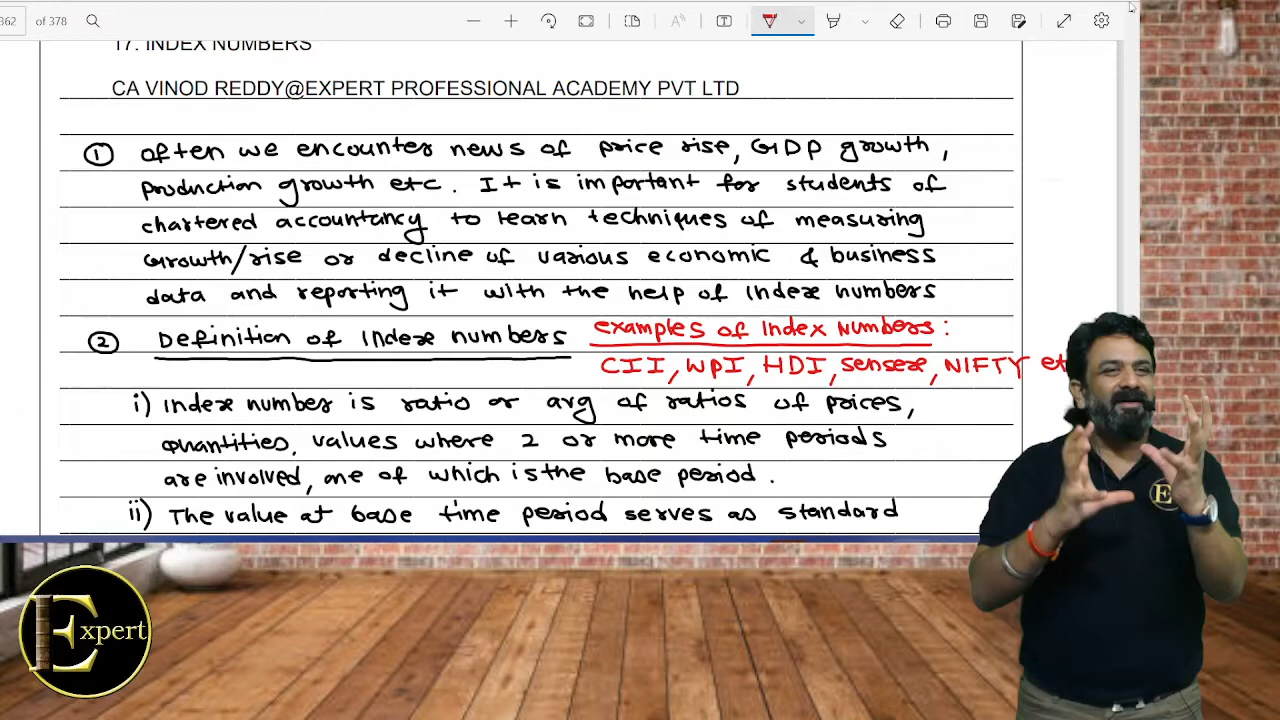 362 of 378
17. INDEX NUMBERS
CA VINOD REDDY@EXPERT PROFESSIONAL ACADEMY PVT LTD
① often we encounter news of price rise, GDP growth,
production growth etc. It is important for students of
chartered accountancy to learn techniques of measuring
Growth/rise or decline of various economic & business
data and reporting it with the help of Index numbers
② Definition of Index numbers examples of Index Numbers:
CII, WPI, HDI, sensex, NIFTY et
i) Index number is ratio or avg of ratios of prices,
quantities, values where 2 or more time periods
are involved, one of which is the base period.
ii) The value at base time period serves as standard
E
Expert